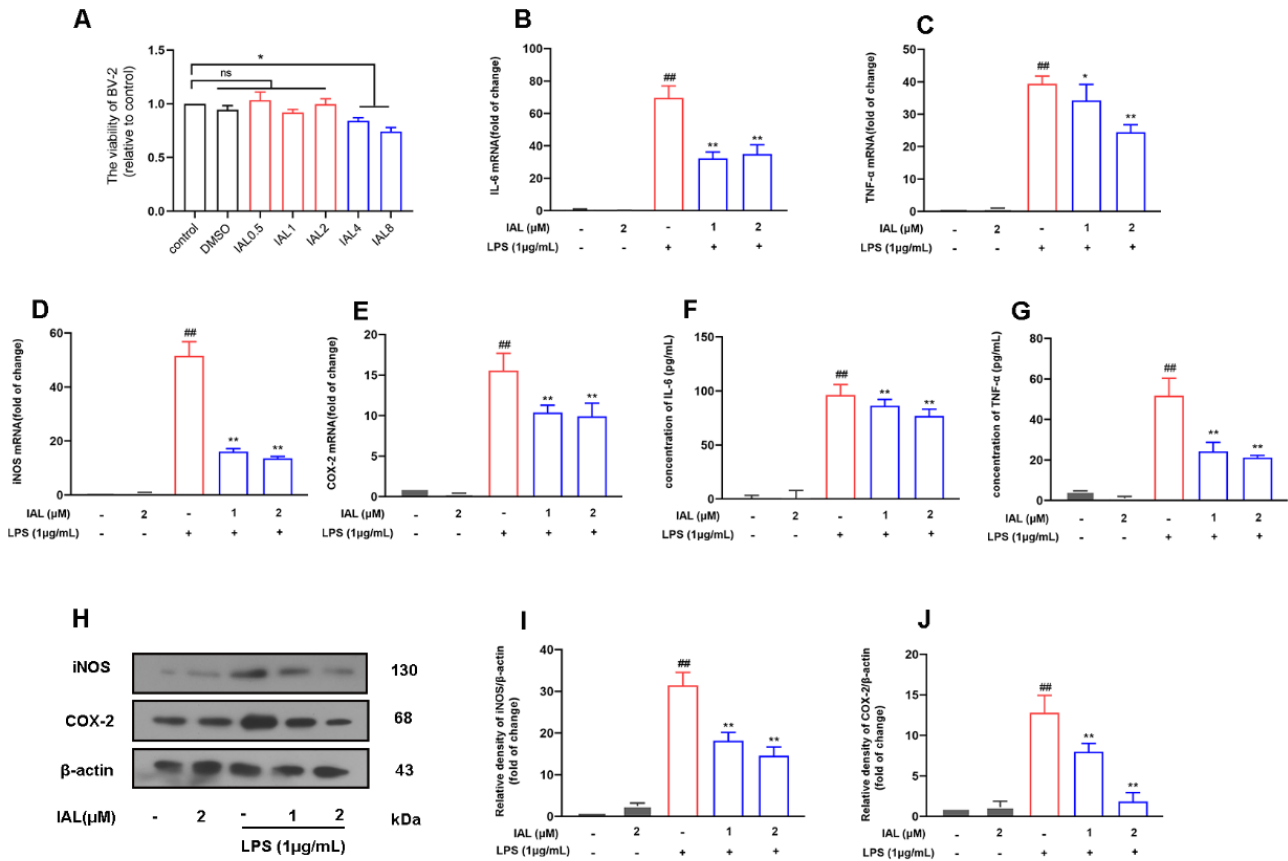 A
The viability of BV-2
(relative to control)
1.5
1.0
0.5
0.0
ns
*
control
DMSO
IAL0.5
IAL1
IAL2
IAL4
IAL8
B
IL-6 mRNA(fold of change)
100
80
60
40
20
0
##
**
**
IAL (μM) - 2 - 1 2
LPS (1μg/mL) - - + + +
C
TNF-α mRNA(fold of change)
50
40
30
20
10
0
##
*
**
IAL (μM) - 2 - 1 2
LPS (1μg/mL) - - + + +
D
iNOS mRNA(fold of change)
60
40
20
0
##
**
**
IAL (μM) - 2 - 1 2
LPS (1μg/mL) - - + + +
E
COX-2 mRNA(fold of change)
20
15
10
5
0
##
**
**
IAL (μM) - 2 - 1 2
LPS (1μg/mL) - - + + +
F
concentration of IL-6 (pg/mL)
150
100
50
0
##
**
**
IAL (μM) - 2 - 1 2
LPS (1μg/mL) - - + + +
G
concentration of TNF-α (pg/mL)
80
60
40
20
0
##
**
**
IAL (μM) - 2 - 1 2
LPS (1μg/mL) - - + + +
H
iNOS 130
COX-2 68
β-actin 43
IAL(μM) - 2 - 1 2 kDa
LPS (1μg/mL)
I
Relative density of iNOS/β-actin
(fold of change)
40
30
20
10
0
##
**
**
IAL (μM) - 2 - 1 2
LPS (1μg/mL) - - + + +
J
Relative density of COX-2/β-actin
(fold of change)
20
15
10
5
0
##
**
**
IAL (μM) - 2 - 1 2
LPS (1μg/mL) - - + + +